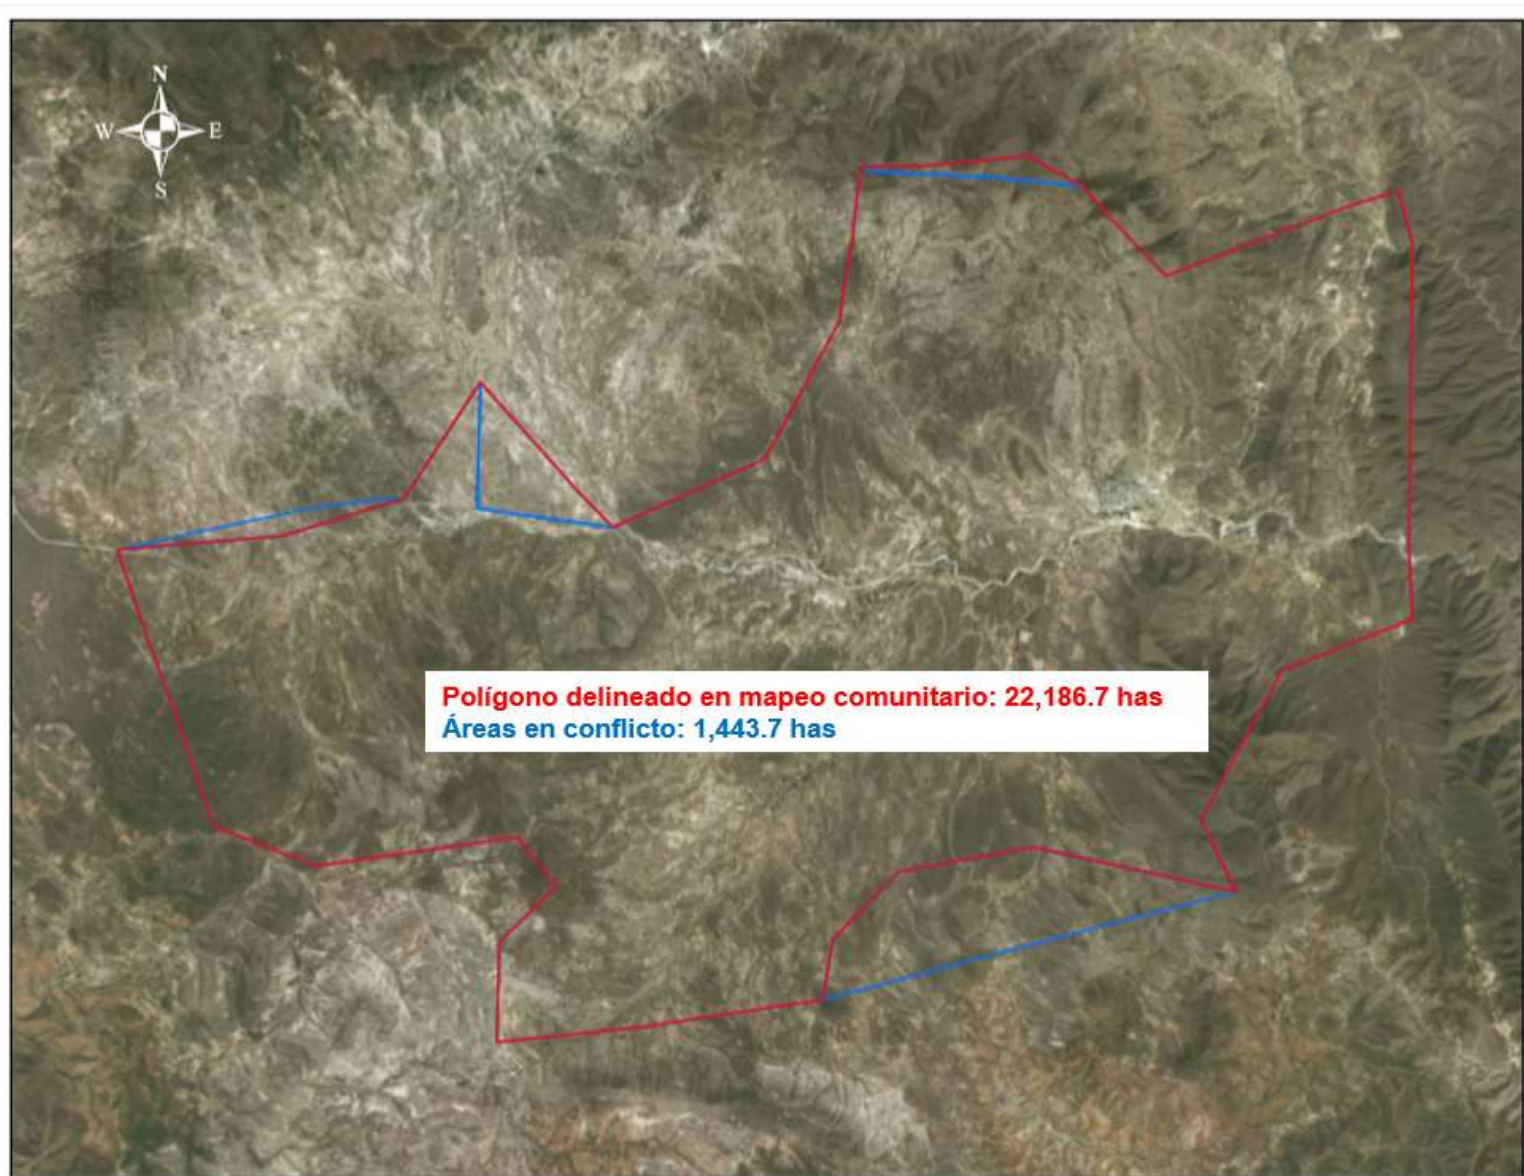 N
W E
S
Polígono delineado en mapeo comunitario: 22,186.7 has
Áreas en conflicto: 1,443.7 has